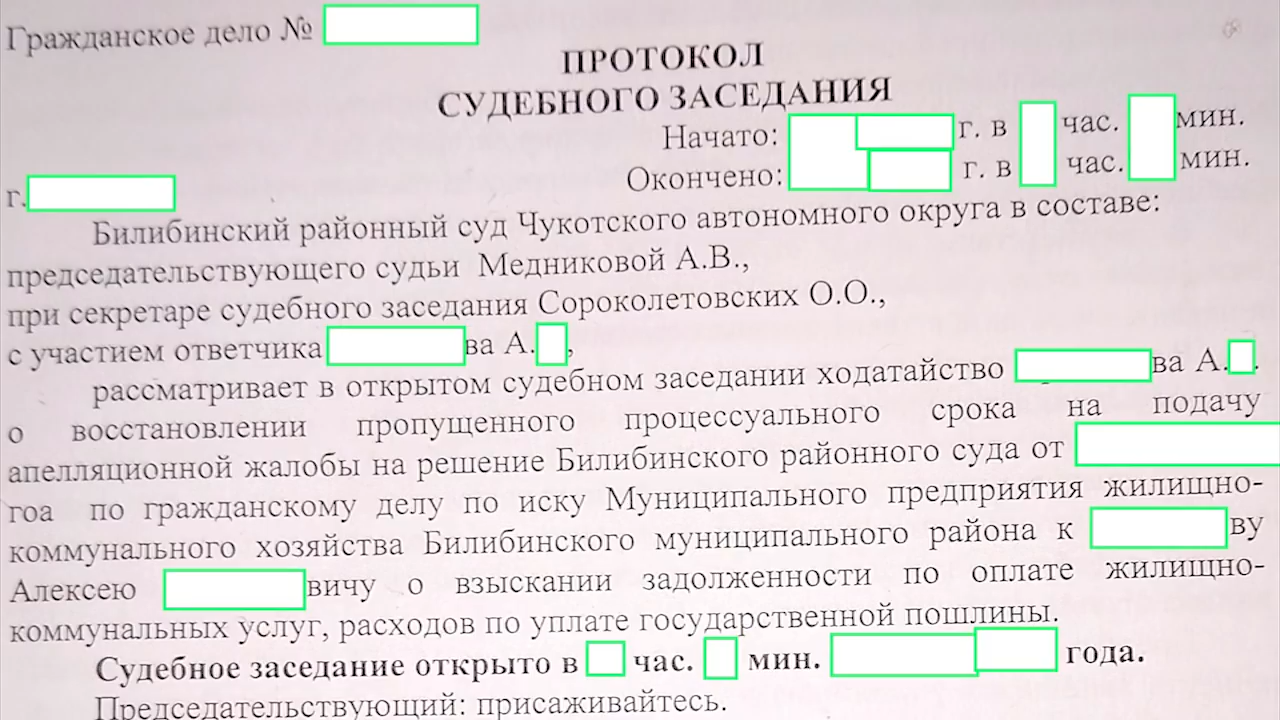 Гражданское дело №
ПРОТОКОЛ
СУДЕБНОГО ЗАСЕДАНИЯ
Начато: г. в час. мин.
Окончено: г. в час. мин.
г.
Билибинский районный суд Чукотского автономного округа в составе:
председательствующего судьи Медниковой А.В.,
при секретаре судебного заседания Сороколетовских О.О.,
с участием ответчика ва А. ,
рассматривает в открытом судебном заседании ходатайство ва А. .
о восстановлении пропущенного процессуального срока на подачу
апелляционной жалобы на решение Билибинского районного суда от
гоа по гражданскому делу по иску Муниципального предприятия жилищно-
коммунального хозяйства Билибинского муниципального района к ву
Алексею вичу о взыскании задолженности по оплате жилищно-
коммунальных услуг, расходов по уплате государственной пошлины.
Судебное заседание открыто в час. мин. года.
Председательствующий: присаживайтесь.